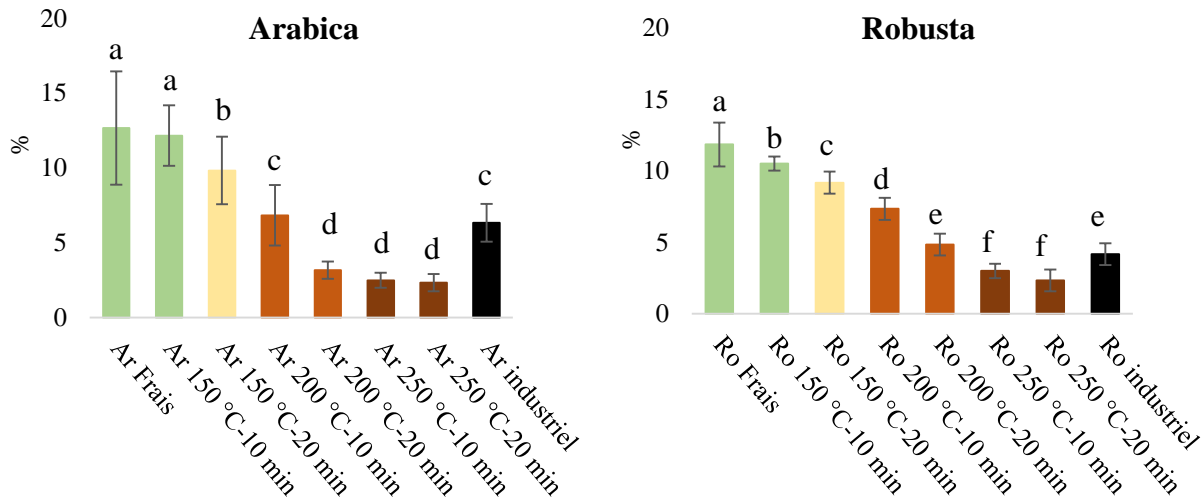 Arabica
%
20
15
10
5
0
a
a
b
c
d
d
d
c
Ar Frais
Ar 150 °C-10 min
Ar 150 °C-20 min
Ar 200 °C-10 min
Ar 200 °C-20 min
Ar 250 °C-10 min
Ar 250 °C-20 min
Ar industriel
Robusta
%
20
15
10
5
0
a
b
c
d
e
f
f
e
Ro Frais
Ro 150 °C-10 min
Ro 150 °C-20 min
Ro 200 °C-10 min
Ro 200 °C-20 min
Ro 250 °C-10 min
Ro 250 °C-20 min
Ro industriel